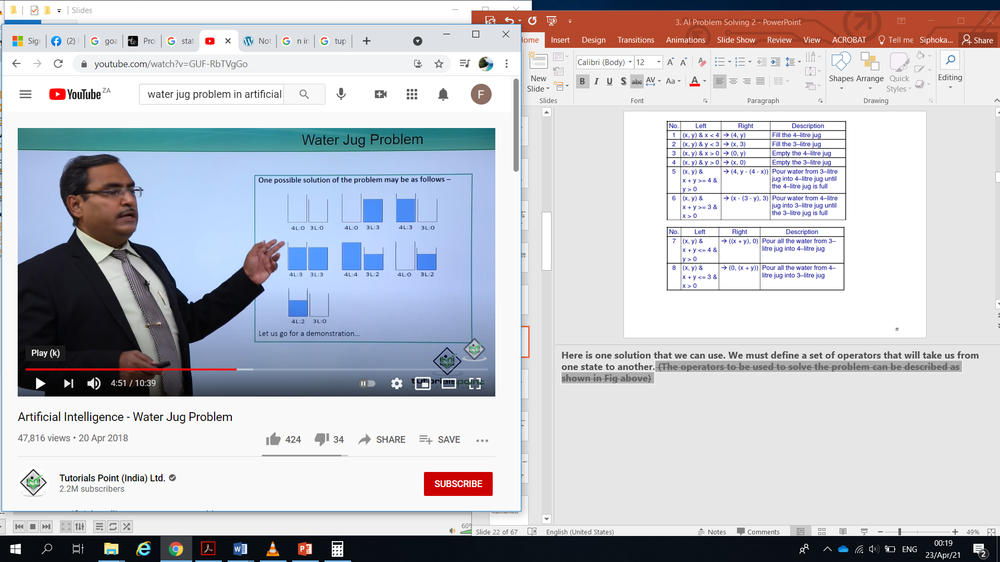 Slides
3. AI Problem Solving 2 - PowerPoint
Sign
(2)
goa
Pro
stat
Not
n in
tup
Home Insert Design Transitions Animations Slide Show Review View ACROBAT Tell me Siphoka... Share
youtube.com/watch?v=GUF-RbTVgGo
YouTube ZA
water jug problem in artificial
F
New
Slide
Calibri (Body) 12
B I U S abc AV Aa A
Shapes Arrange Quick
Styles
Editing
Slides Font Paragraph Drawing
Water Jug Problem
One possible solution of the problem may be as follows –
4L:0 3L:0 4L:0 3L:3 4L:3 3L:0
4L:3 3L:3 4L:4 3L:2 4L:0 3L:2
4L:2 3L:0
Let us go for a demonstration...
Play (k)
4:51 / 10:39
tutorialspoint
Artificial Intelligence - Water Jug Problem
47,816 views • 20 Apr 2018
424 34 SHARE SAVE
Tutorials Point (India) Ltd.
2.2M subscribers
SUBSCRIBE
No. Left Right Description
1 (x, y) & x < 4 → (4, y) Fill the 4–litre jug
2 (x, y) & y < 3 → (x, 3) Fill the 3–litre jug
3 (x, y) & x > 0 → (0, y) Empty the 4–litre jug
4 (x, y) & y > 0 → (x, 0) Empty the 3–litre jug
5 (x, y) & → (4, y - (4 - x)) Pour water from 3–litre
x + y >= 4 & jug into 4–litre jug until
y > 0 the 4–litre jug is full
6 (x, y) & → (x - (3 - y), 3) Pour water from 4–litre
x + y >= 3 & jug into 3–litre jug until
x > 0 the 3–litre jug is full
No. Left Right Description
7 (x, y) & → ((x + y), 0) Pour all the water from 3–
x + y <= 4 & litre jug into 4–litre jug
y > 0
8 (x, y) & → (0, (x + y)) Pour all the water from 4–
x + y <= 3 & litre jug into 3–litre jug
x > 0
22
Here is one solution that we can use. We must define a set of operators that will take us from
one state to another. (The operators to be used to solve the problem can be described as
shown in Fig above)
60%
Slide 22 of 67 English (United States) Notes Comments 49%
ENG
00:19
23/Apr/21
2